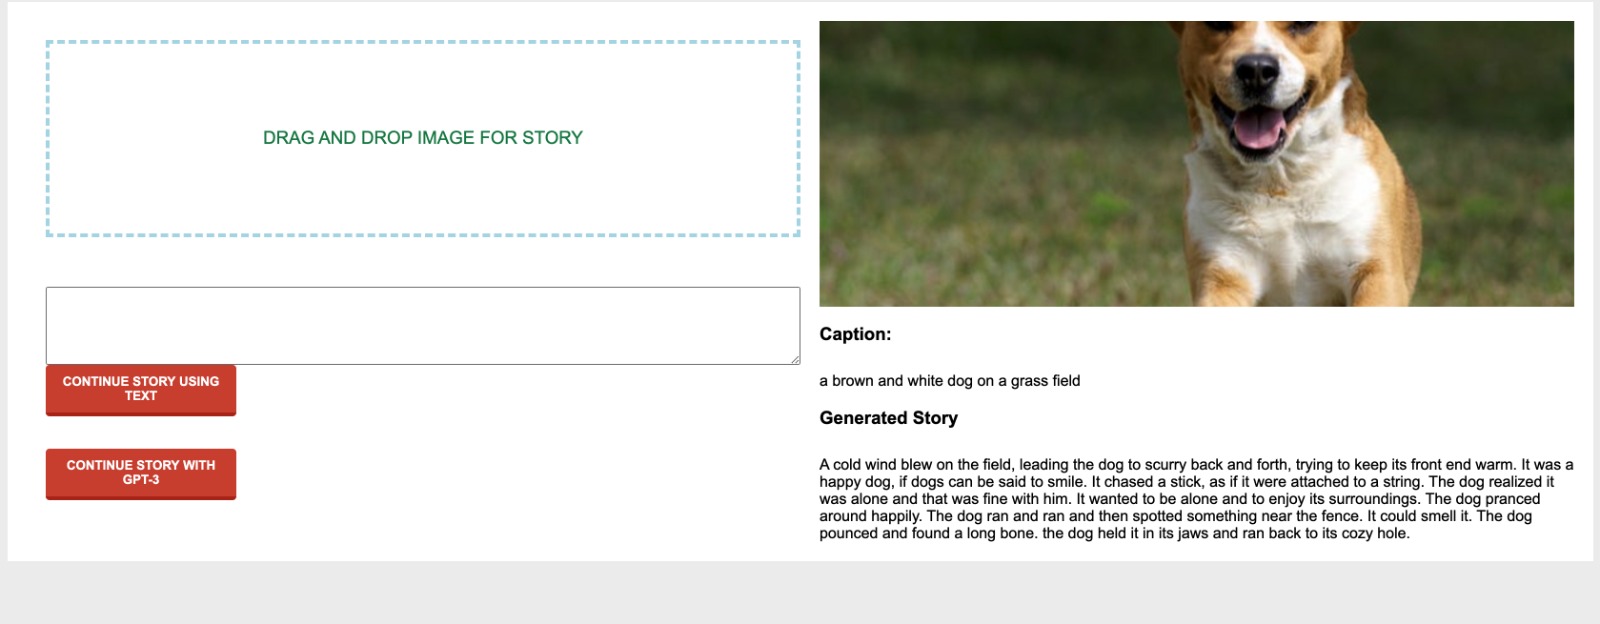 DRAG AND DROP IMAGE FOR STORY
CONTINUE STORY USING
TEXT
CONTINUE STORY WITH
GPT-3
Caption:
a brown and white dog on a grass field
Generated Story
A cold wind blew on the field, leading the dog to scurry back and forth, trying to keep its front end warm. It was a
happy dog, if dogs can be said to smile. It chased a stick, as if it were attached to a string. The dog realized it
was alone and that was fine with him. It wanted to be alone and to enjoy its surroundings. The dog pranced
around happily. The dog ran and ran and then spotted something near the fence. It could smell it. The dog
pounced and found a long bone. the dog held it in its jaws and ran back to its cozy hole.